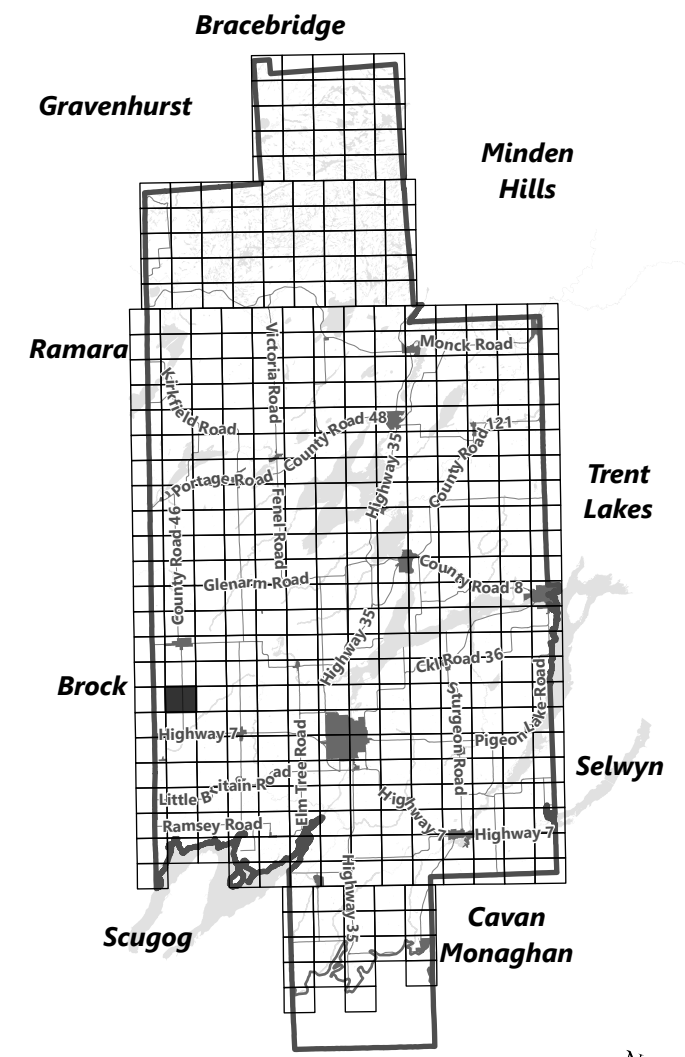 Bracebridge
Gravenhurst
Minden
Hills
Ramara
Victoria Road
Monck Road
Kirkfield Road
County Road 48
Highway 35
County Road 121
Portage Road
Trent
Lakes
County Road 46
Fenel Road
Glenarm Road
County Road 8
Highway 35
Ckl Road 36
Brock
Sturgeon Road
Pigeon Lake Road
Highway 7
Elm Tree Road
Selwyn
Little Britain Road
Highway 7
Highway 7
Ramsey Road
Highway 35
Scugog
Cavan
Monaghan
N